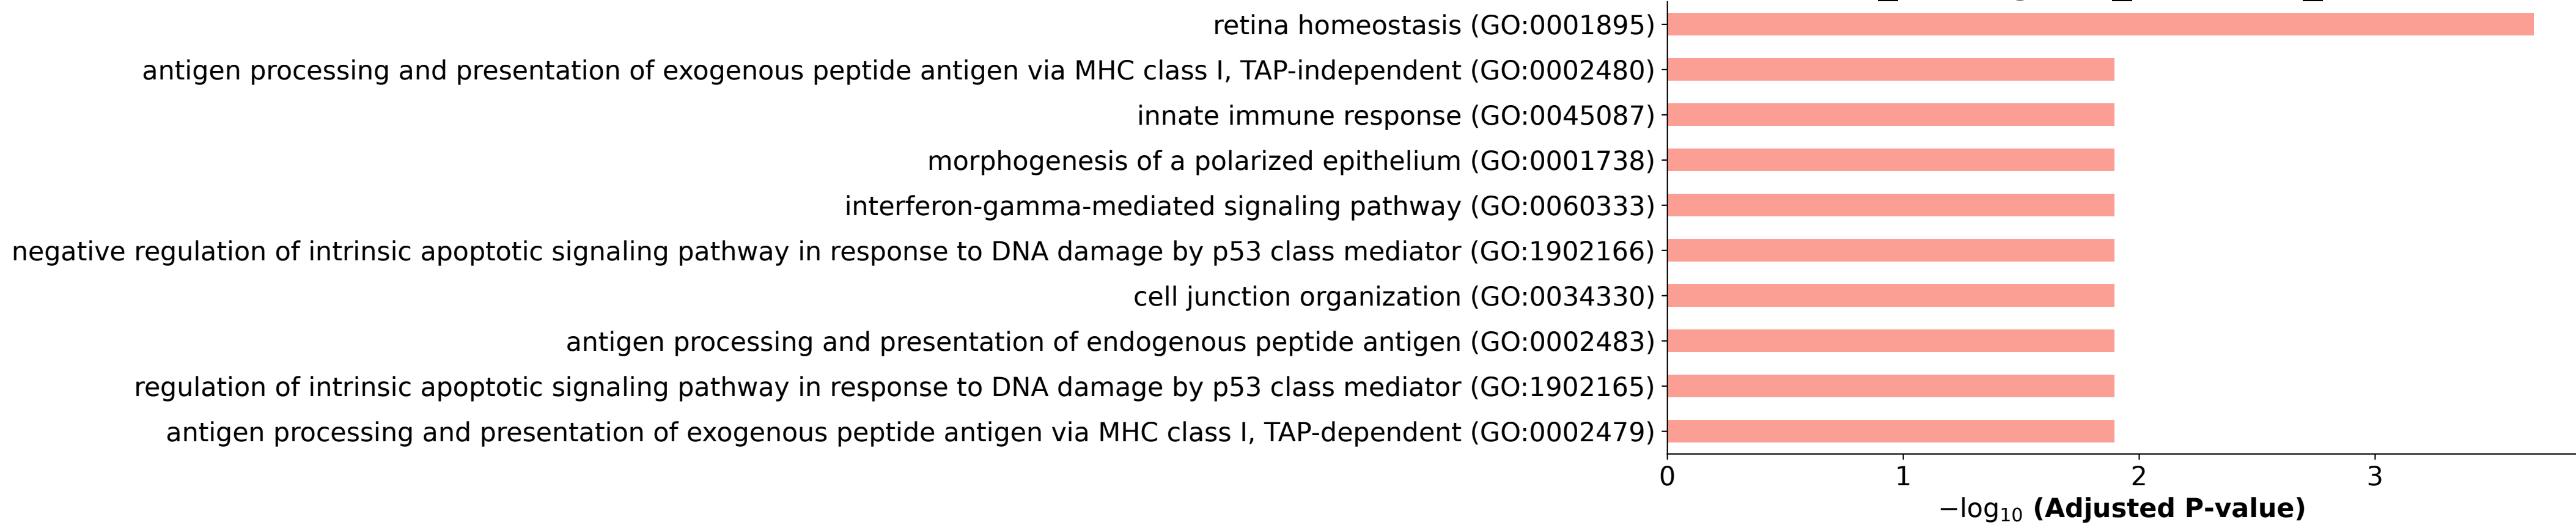 retina homeostasis (GO:0001895)
antigen processing and presentation of exogenous peptide antigen via MHC class I, TAP-independent (GO:0002480)
innate immune response (GO:0045087)
morphogenesis of a polarized epithelium (GO:0001738)
interferon-gamma-mediated signaling pathway (GO:0060333)
negative regulation of intrinsic apoptotic signaling pathway in response to DNA damage by p53 class mediator (GO:1902166)
cell junction organization (GO:0034330)
antigen processing and presentation of endogenous peptide antigen (GO:0002483)
regulation of intrinsic apoptotic signaling pathway in response to DNA damage by p53 class mediator (GO:1902165)
antigen processing and presentation of exogenous peptide antigen via MHC class I, TAP-dependent (GO:0002479)
0 1 2 3
−log₁₀ (Adjusted P-value)